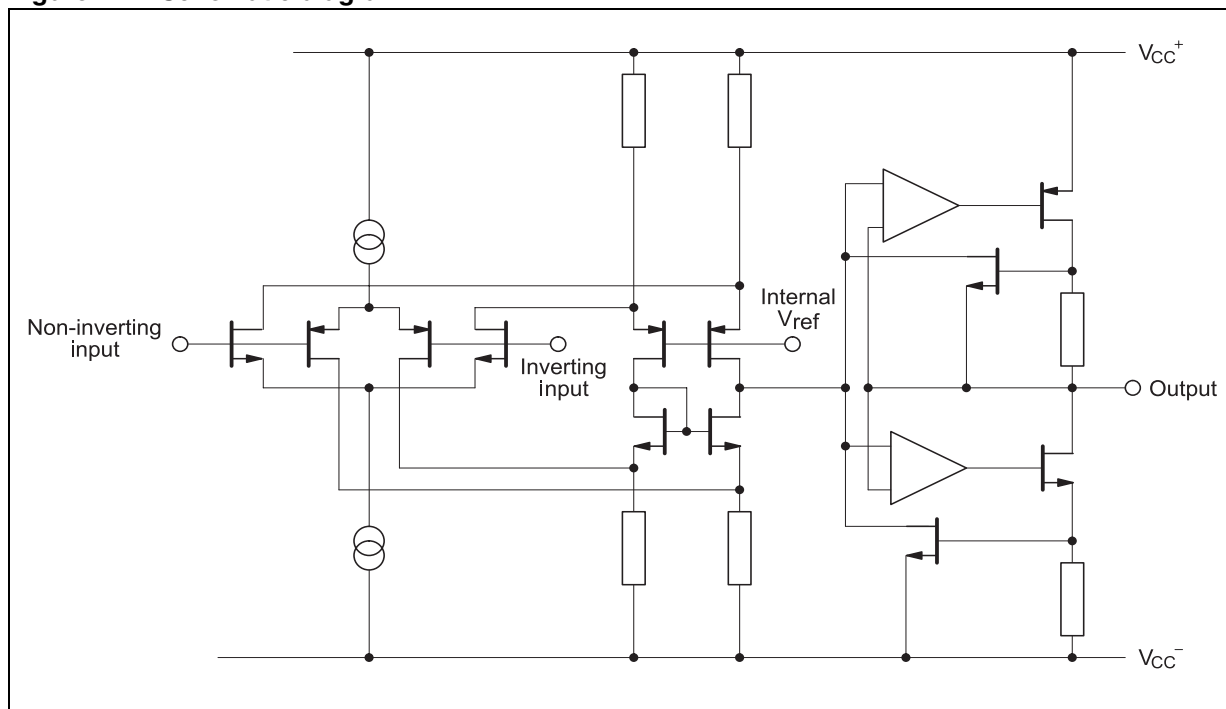 VCC+
Non-inverting
input
Internal
Vref
Inverting
input
Output
VCC–